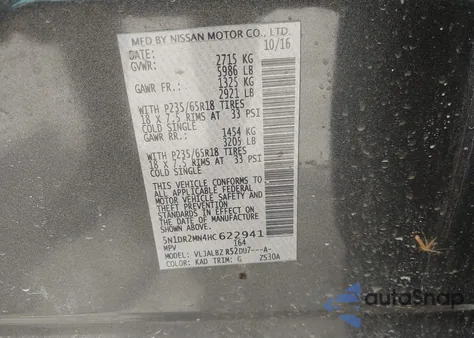 MFD BY NISSAN MOTOR CO., LTD.
DATE: 10/16
GVWR: 2715 KG
5986 LB
GAWR FR.: 1325 KG
2921 LB
WITH P235/65R18 TIRES
18 X 7.5 RIMS AT 33 PSI
COLD SINGLE
GAWR RR.: 1454 KG
3205 LB
WITH P235/65R18 TIRES
18 X 7.5 RIMS AT 33 PSI
COLD SINGLE
THIS VEHICLE CONFORMS TO
ALL APPLICABLE FEDERAL
MOTOR VEHICLE SAFETY AND
THEFT PREVENTION
STANDARDS IN EFFECT ON
THE DATE OF MANUFACTURE
SHOWN ABOVE.
5N1DR2MN4HC622941
MPV 164
MODEL: R52DU7---A-
COLOR: KAD TRIM: G ZS30A
autoSnap